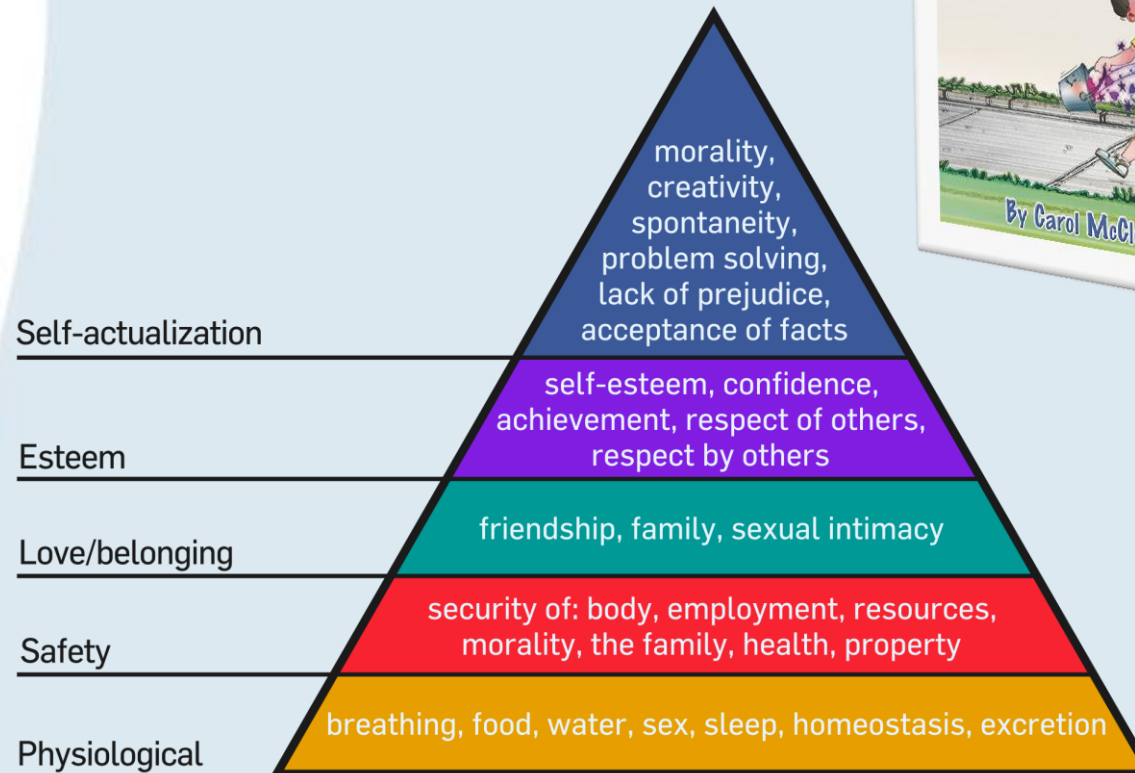 By Carol
morality,
creativity,
spontaneity,
problem solving,
lack of prejudice,
acceptance of facts
Self-actualization
self-esteem, confidence,
achievement, respect of others,
respect by others
Esteem
friendship, family, sexual intimacy
Love/belonging
security of: body, employment, resources,
morality, the family, health, property
Safety
breathing, food, water, sex, sleep, homeostasis, excretion
Physiological